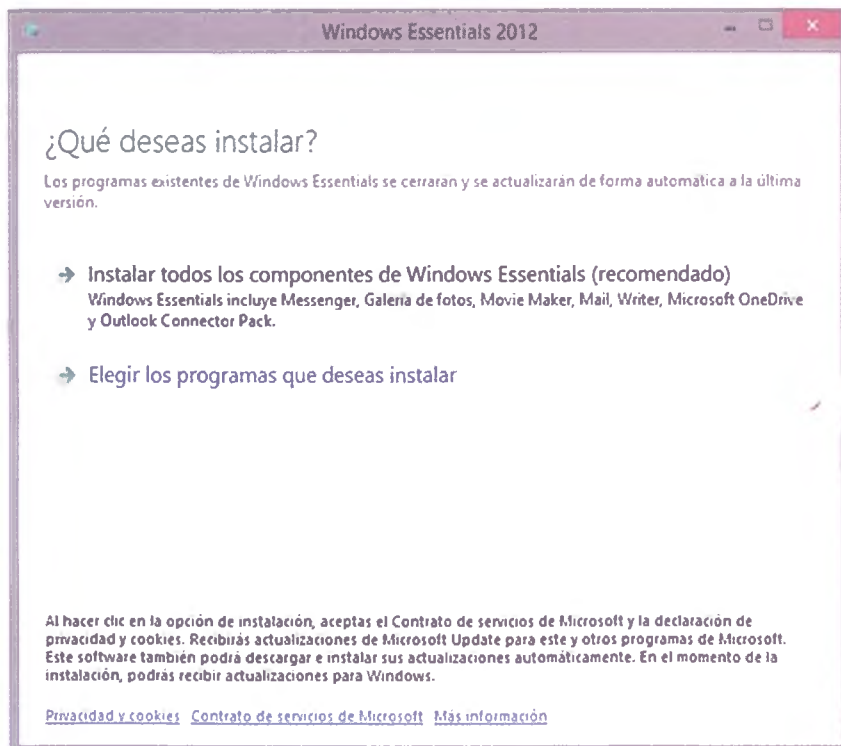 Windows Essentials 2012
¿Qué deseas instalar?
Los programas existentes de Windows Essentials se cerraran y se actualizarán de forma automática a la última
versión.
Instalar todos los componentes de Windows Essentials (recomendado)
Windows Essentials incluye Messenger, Galería de fotos, Movie Maker, Mail, Writer, Microsoft OneDrive
y Outlook Connector Pack.
Elegir los programas que deseas instalar
Al hacer clic en la opción de instalación, aceptas el Contrato de servicios de Microsoft y la declaración de
privacidad y cookies. Recibirás actualizaciones de Microsoft Update para este y otros programas de Microsoft.
Este software también podrá descargar e instalar sus actualizaciones automáticamente. En el momento de la
instalación, podrás recibir actualizaciones para Windows.
Privacidad y cookies Contrato de servicios de Microsoft Más información